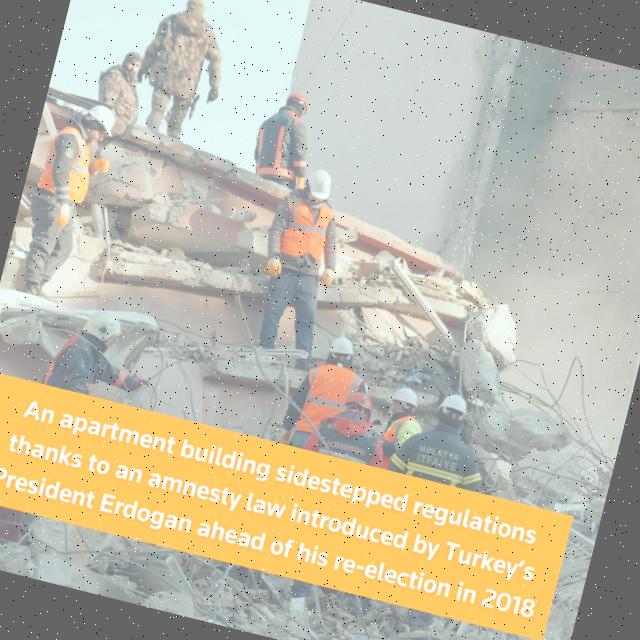 An apartment building sidestepped regulations
thanks to an amnesty law introduced by Turkey's
President Erdogan ahead of his re-election in 2018